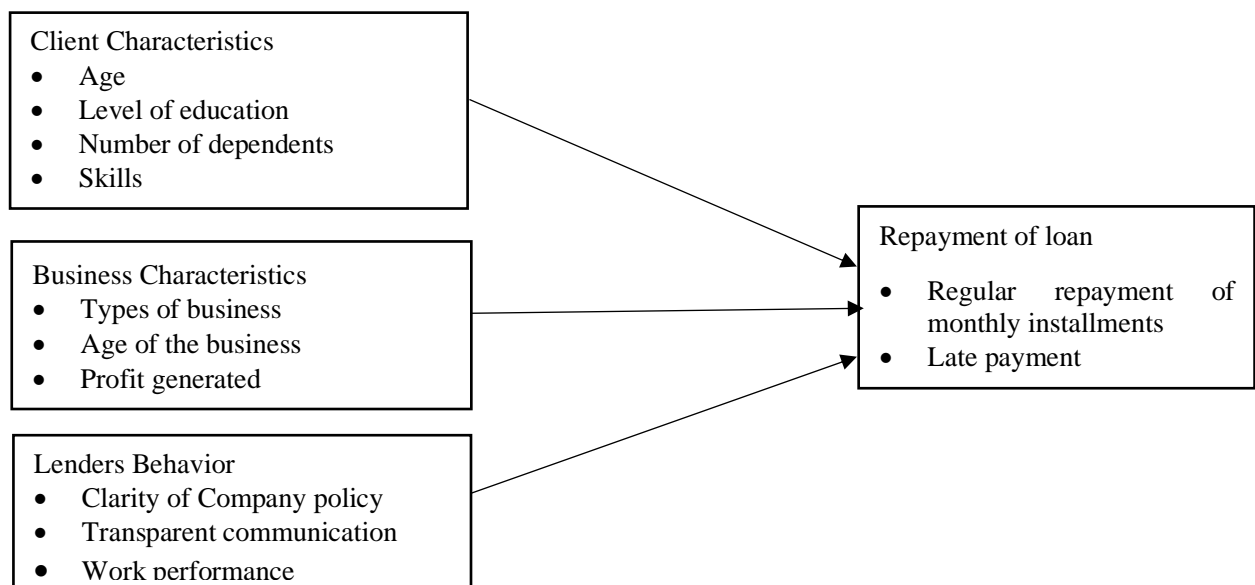 Client Characteristics
• Age
• Level of education
• Number of dependents
• Skills
Business Characteristics
• Types of business
• Age of the business
• Profit generated
Lenders Behavior
• Clarity of Company policy
• Transparent communication
• Work performance
Repayment of loan
• Regular repayment of
monthly installments
• Late payment